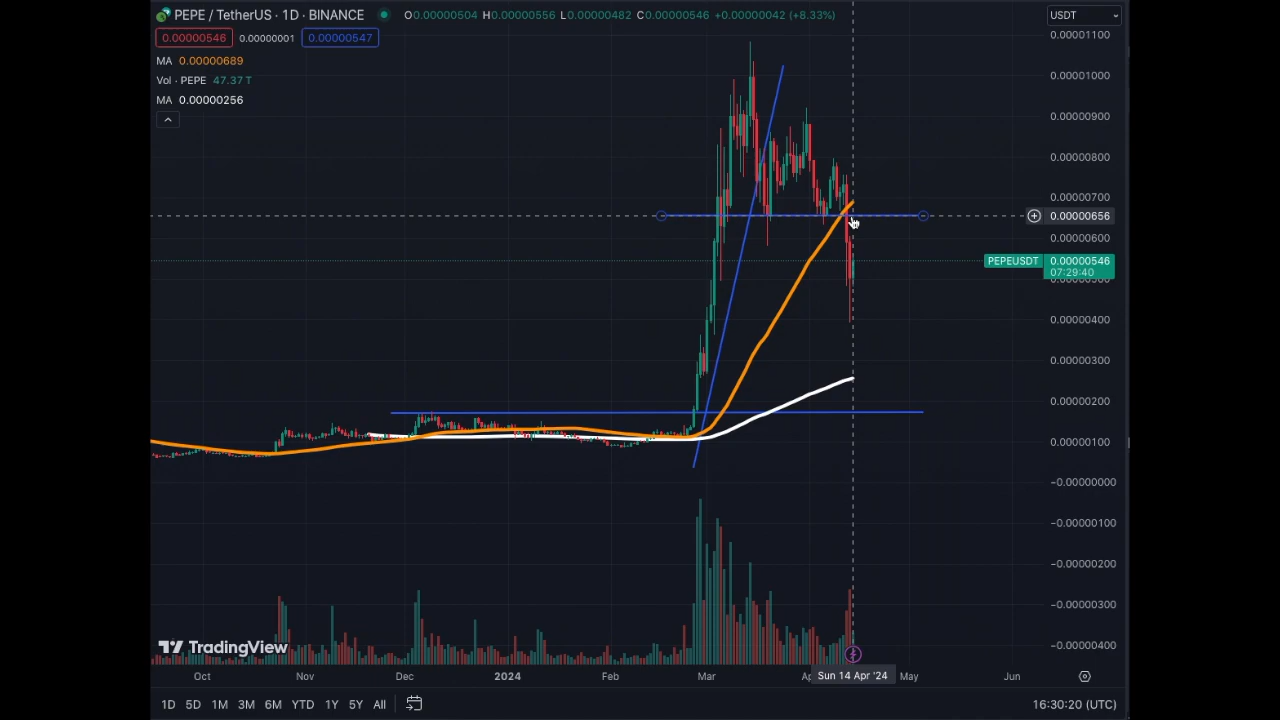 PEPE / TetherUS · 1D · BINANCE O0.00000504 H0.00000556 L0.00000482 C0.00000546 +0.00000042 (+8.33%) USDT
0.00000546 0.00000001 0.00000547
MA 0.00000689
Vol · PEPE 47.37 T
MA 0.00000256
0.00001100
0.00001000
0.00000900
0.00000800
0.00000700
0.00000656
0.00000600
PEPEUSDT 0.00000546
07:29:40
0.00000400
0.00000300
0.00000200
0.00000100
−0.00000000
−0.00000100
−0.00000200
−0.00000300
−0.00000400
TradingView
Oct Nov Dec 2024 Feb Mar Sun 14 Apr '24 May Jun
1D 5D 1M 3M 6M YTD 1Y 5Y All 16:30:20 (UTC)